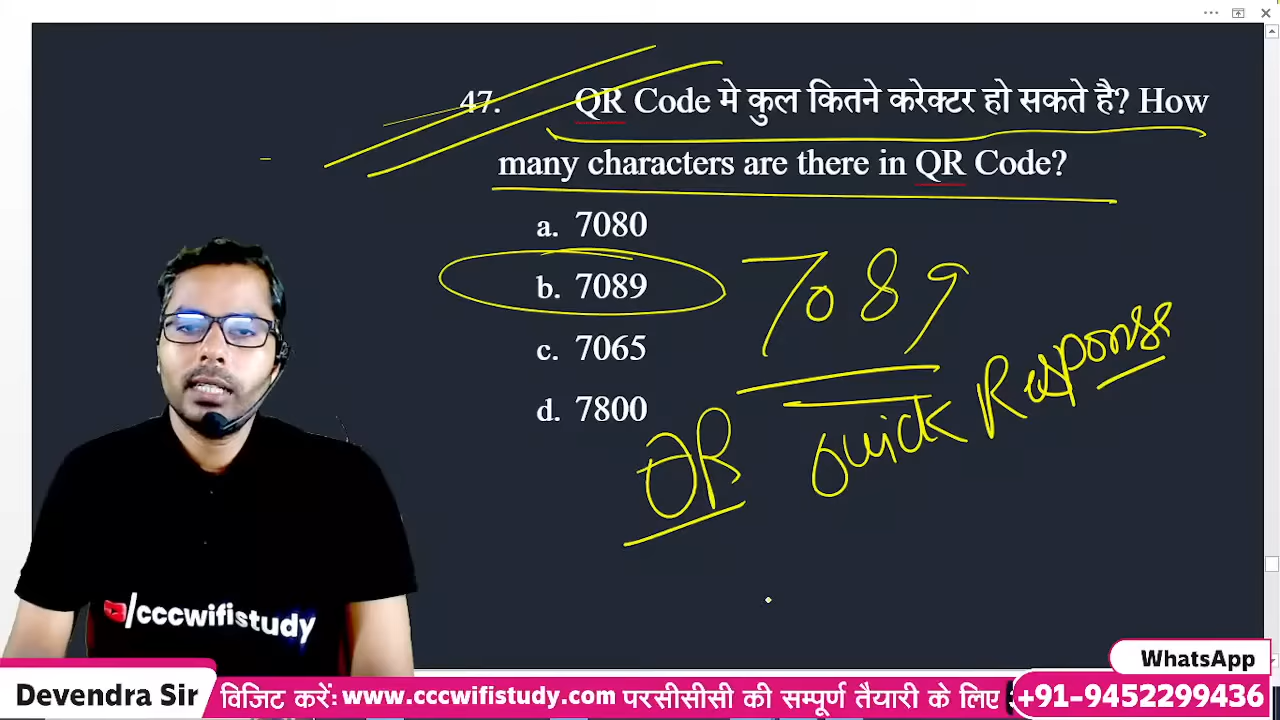 47. QR Code मे कुल कितने करेक्टर हो सकते है? How
many characters are there in QR Code?
a. 7080
b. 7089
c. 7065
d. 7800
7089
QR Quick Response
/cccwifistudy
WhatsApp
Devendra Sir
विजिट करें: www.cccwifistudy.com परसीसीसी की सम्पूर्ण तैयारी के लिए
+91-9452299436